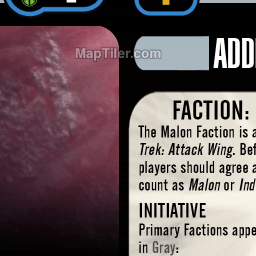 MapTiler.com
ADD
FACTION:
The Malon Faction is a
Trek: Attack Wing. Bef
players should agree a
count as Malon or Ind
INITIATIVE
Primary Factions appe
in Gray: